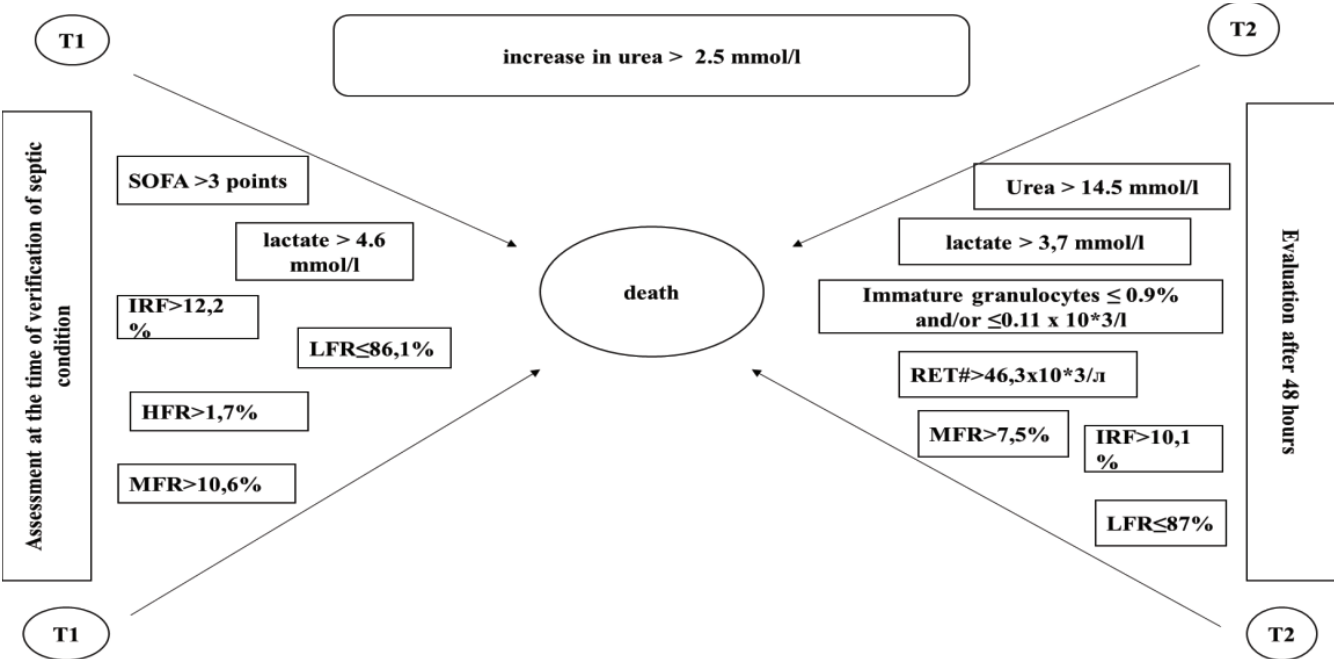 T1
increase in urea > 2.5 mmol/l
T2
Assessment at the time of verification of septic
condition
SOFA >3 points
lactate > 4.6
mmol/l
IRF>12,2
%
LFR≤86,1%
HFR>1,7%
MFR>10,6%
death
Urea > 14.5 mmol/l
lactate > 3,7 mmol/l
Immature granulocytes ≤ 0.9%
and/or ≤0.11 x 10*3/l
RET#>46,3x10*3/л
MFR>7,5%
IRF>10,1
%
LFR≤87%
Evaluation after 48 hours
T1
T2